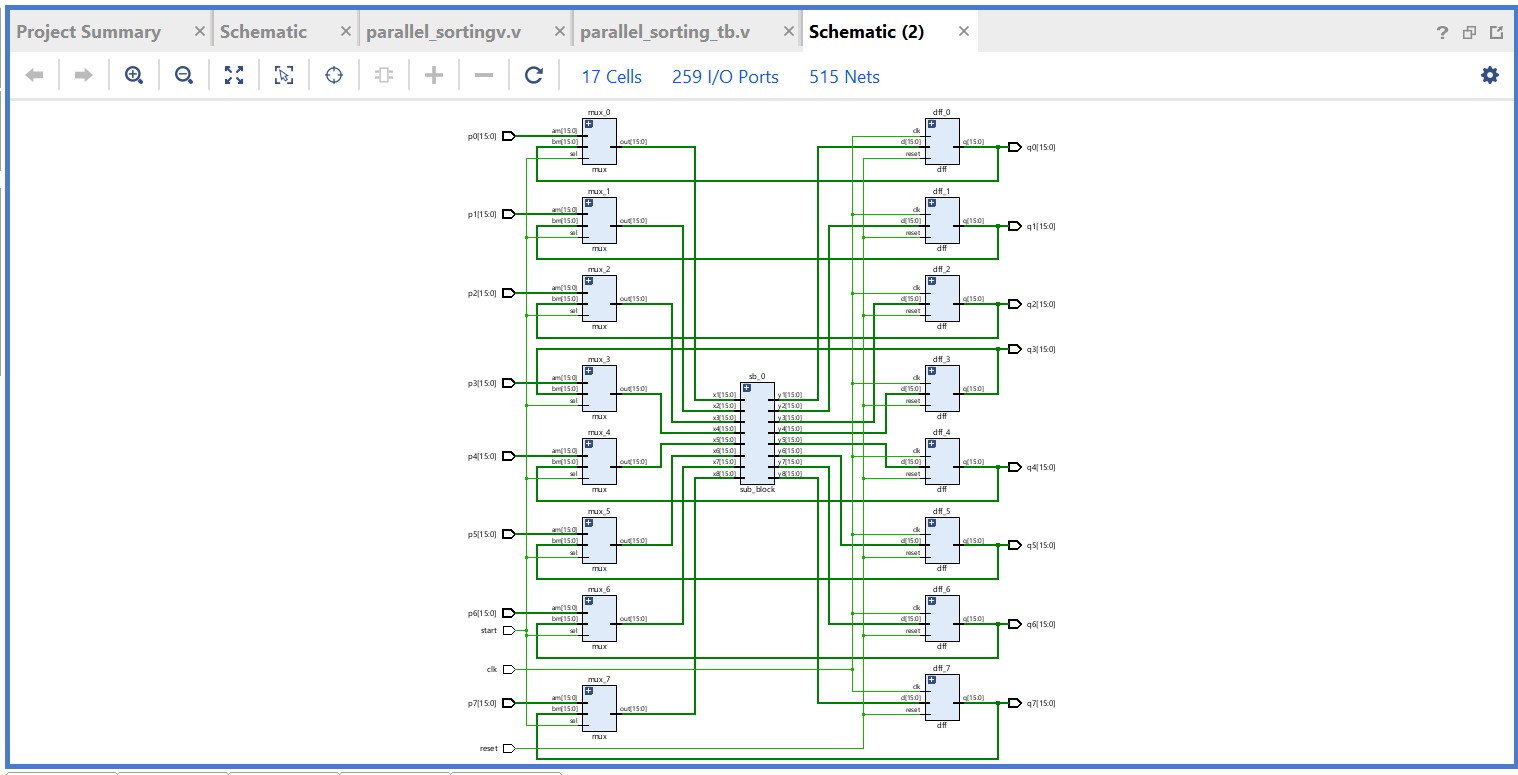 Project Summary × Schematic × parallel_sortingv.v × parallel_sorting_tb.v × Schematic (2) × ?
17 Cells 259 I/O Ports 515 Nets
mux_0 dff_0
p0[15:0] am[15:0] clk
bm[15:0] out[15:0] d[15:0] q[15:0] q0[15:0]
sel reset
mux dff
mux_1 dff_1
p1[15:0] am[15:0] clk
bm[15:0] out[15:0] d[15:0] q[15:0] q1[15:0]
sel reset
mux dff
mux_2 dff_2
p2[15:0] am[15:0] clk
bm[15:0] out[15:0] d[15:0] q[15:0] q2[15:0]
sel reset
mux dff
q3[15:0]
mux_3 dff_3
sb_0
p3[15:0] am[15:0] clk
bm[15:0] out[15:0] d[15:0] q[15:0]
x1[15:0] y1[15:0]
sel reset
x2[15:0] y2[15:0]
mux dff
x3[15:0] y3[15:0]
x4[15:0] y4[15:0]
mux_4 dff_4
x5[15:0] y5[15:0]
x6[15:0] y6[15:0]
p4[15:0] am[15:0] clk
x7[15:0] y7[15:0]
bm[15:0] out[15:0] d[15:0] q[15:0] q4[15:0]
x8[15:0] y8[15:0]
sel reset
mux sub_block dff
mux_5 dff_5
p5[15:0] am[15:0] clk
bm[15:0] out[15:0] d[15:0] q[15:0] q5[15:0]
sel reset
mux dff
mux_6 dff_6
p6[15:0] am[15:0] clk
bm[15:0] out[15:0] d[15:0] q[15:0] q6[15:0]
start sel reset
mux dff
clk
mux_7 dff_7
clk
p7[15:0] am[15:0] d[15:0] q[15:0] q7[15:0]
bm[15:0] out[15:0] reset
sel dff
mux
reset